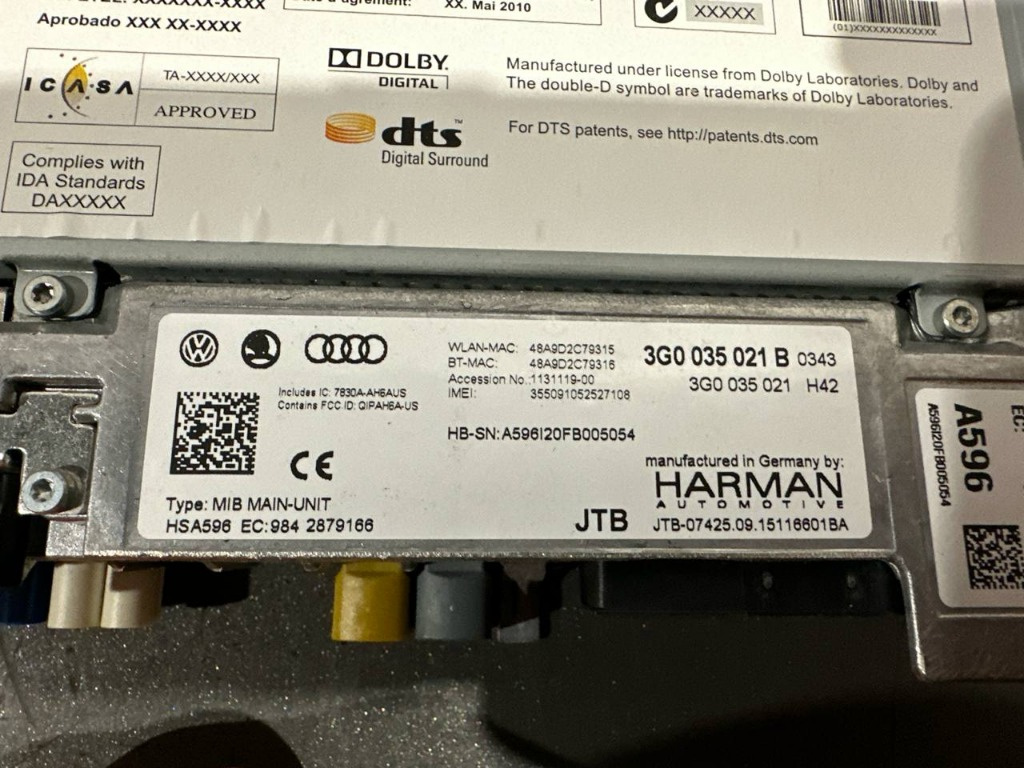 Aprobado XXX XX-XXXX
XX. Mai 2010
XXXXX
(01)XXXXXXXXXXXXX
ICASA
TA-XXXX/XXX
APPROVED
DOLBY.
DIGITAL
Manufactured under license from Dolby Laboratories. Dolby and
The double-D symbol are trademarks of Dolby Laboratories.
dts™
Digital Surround
For DTS patents, see http://patents.dts.com
Complies with
IDA Standards
DAXXXXX
Includes IC: 7830A-AH6AUS
Contains FCC ID: QIPAH6A-US
CE
Type: MIB MAIN-UNIT
HSA596 EC:984 2879166
WLAN-MAC: 48A9D2C79315
BT-MAC: 48A9D2C79316
Accession No.:1131119-00
IMEI: 355091052527108
HB-SN:A596I20FB005054
3G0 035 021 B 0343
3G0 035 021 H42
manufactured in Germany by:
HARMAN
AUTOMOTIVE
JTB JTB-07425.09.15116601BA
EC:
A596
A596I20FB005054